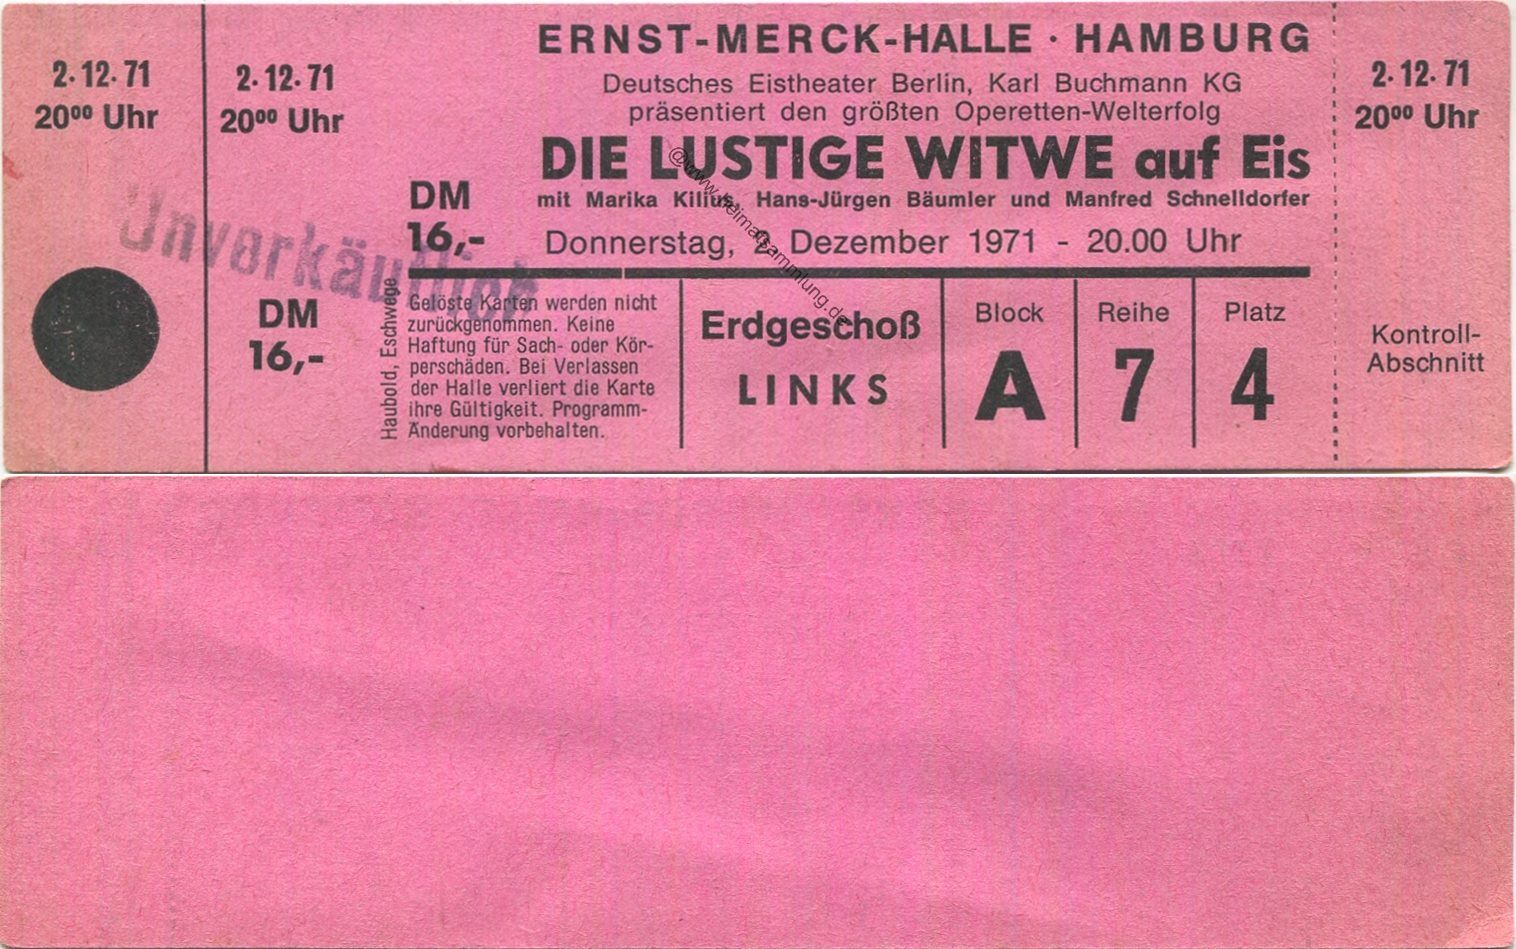 2. 12. 71
20⁰⁰ Uhr
2. 12. 71
20⁰⁰ Uhr
Unverkäuflich
DM
16,-
ERNST-MERCK-HALLE · HAMBURG
Deutsches Eistheater Berlin, Karl Buchmann KG
präsentiert den größten Operetten-Welterfolg
DIE LUSTIGE WITWE auf Eis
mit Marika Kilius, Hans-Jürgen Bäumler und Manfred Schnelldorfer
DM
16,-
Donnerstag, 2. Dezember 1971 - 20.00 Uhr
Haubold, Eschwege
Gelöste Karten werden nicht
zurückgenommen. Keine
Haftung für Sach- oder Kör-
perschäden. Bei Verlassen
der Halle verliert die Karte
ihre Gültigkeit. Programm-
Änderung vorbehalten.
Erdgeschoß
LINKS
Block
A
Reihe
7
Platz
4
2. 12. 71
20⁰⁰ Uhr
Kontroll-
Abschnitt
@www.heimatsammlung.de